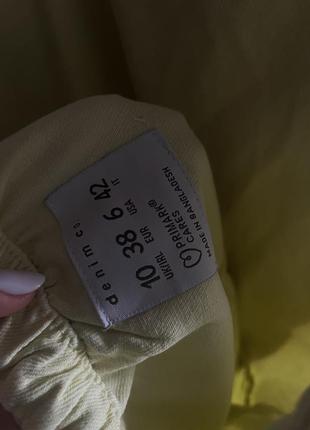 denim co
10 38 6 42
UK/IRL EUR USA IT
PRIMARK®
CARES
MADE IN BANGLADESH